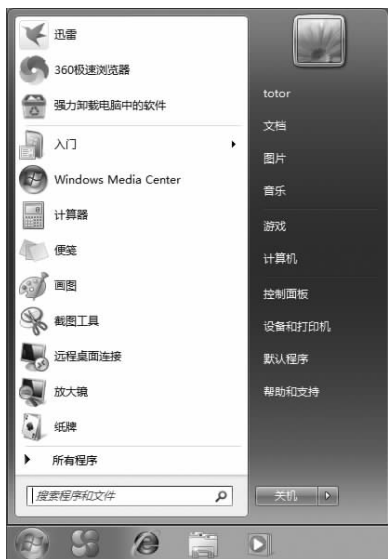 迅雷
360极速浏览器
强力卸载电脑中的软件
入门
Windows Media Center
计算器
便笺
画图
截图工具
远程桌面连接
放大镜
纸牌
所有程序
搜索程序和文件
totor
文档
图片
音乐
游戏
计算机
控制面板
设备和打印机
默认程序
帮助和支持
关机